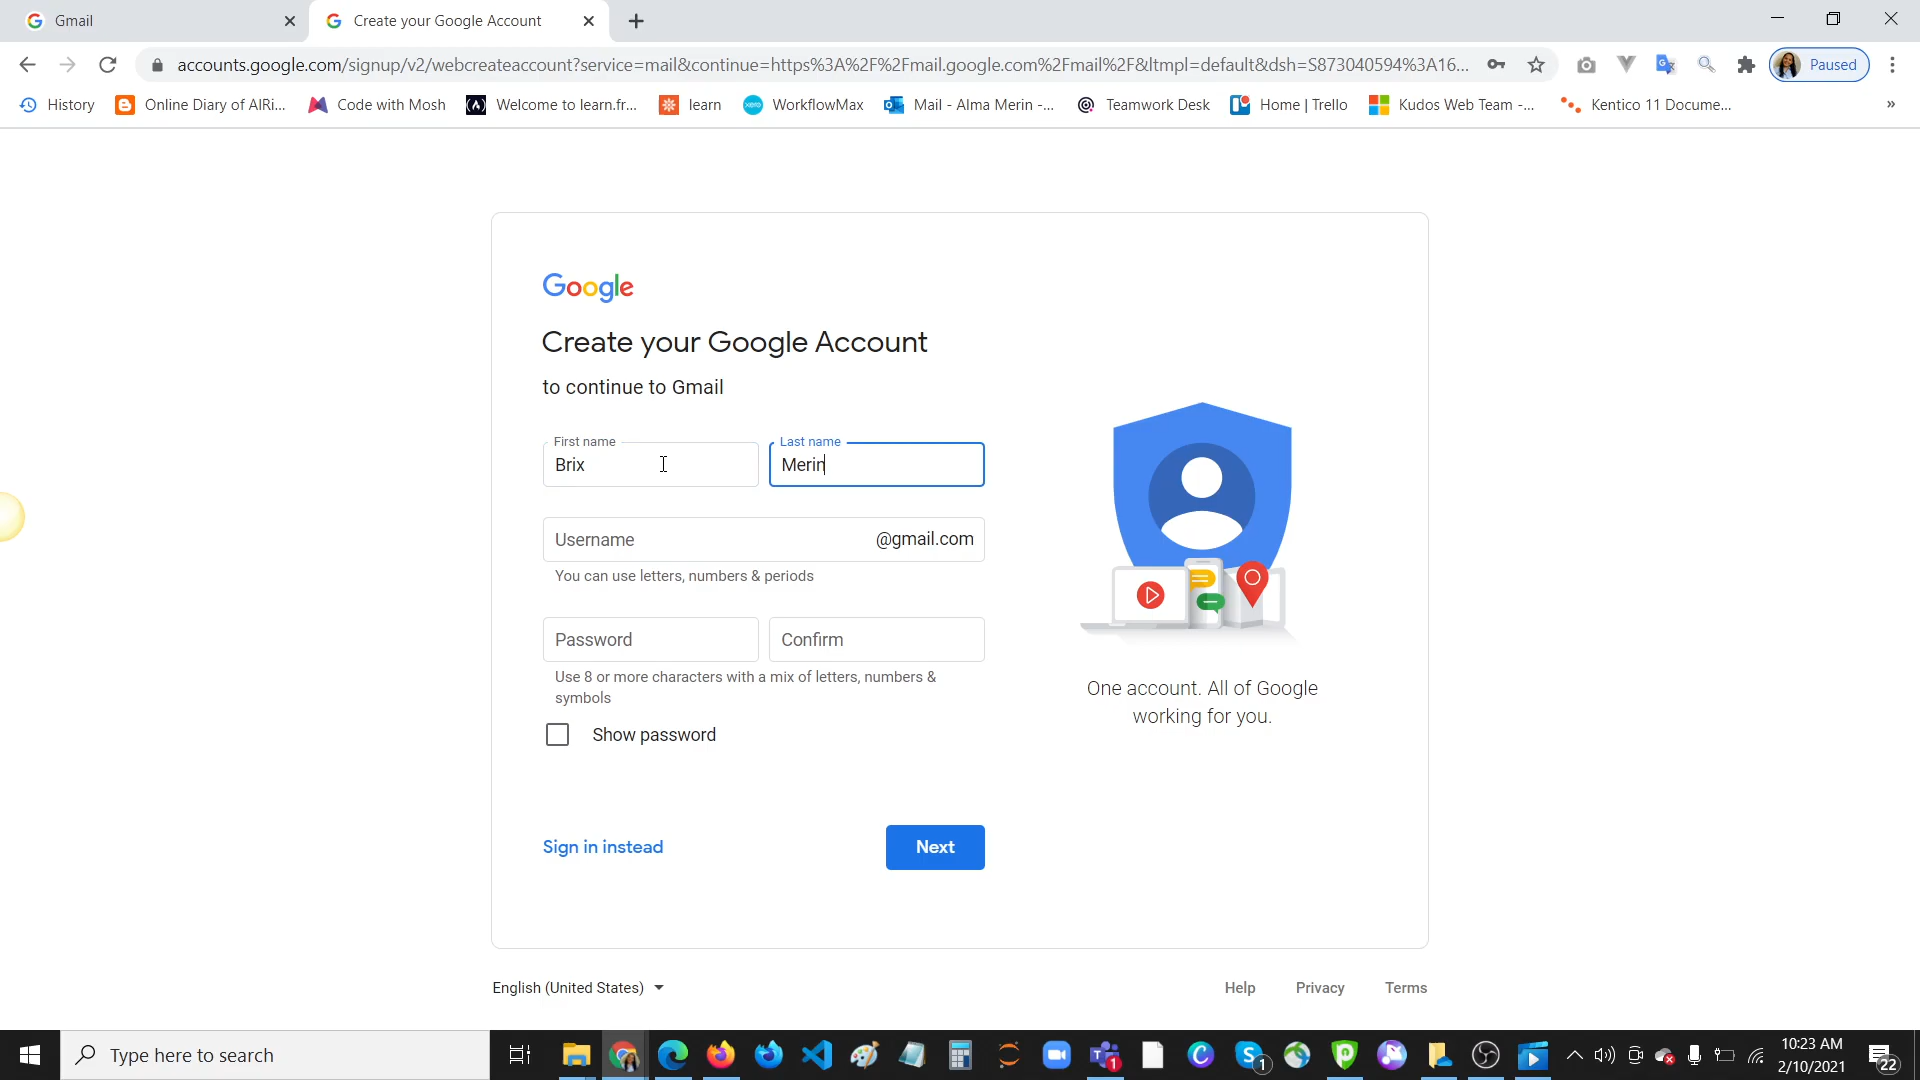 Gmail
Create your Google Account
accounts.google.com/signup/v2/webcreateaccount?service=mail&continue=https%3A%2F%2Fmail.google.com%2Fmail%2F&ltmpl=default&dsh=S873040594%3A16...
Paused
History
Online Diary of AlRi...
Code with Mosh
Welcome to learn.fr...
learn
WorkflowMax
Mail - Alma Merin -...
Teamwork Desk
Home | Trello
Kudos Web Team -...
Kentico 11 Docume...
»
Google
Create your Google Account
to continue to Gmail
First name
Brix
Last name
Merin
Username
@gmail.com
You can use letters, numbers & periods
Password
Confirm
Use 8 or more characters with a mix of letters, numbers &
symbols
Show password
One account. All of Google
working for you.
Sign in instead
Next
English (United States)
Help
Privacy
Terms
Type here to search
1
1
10:23 AM
2/10/2021
22